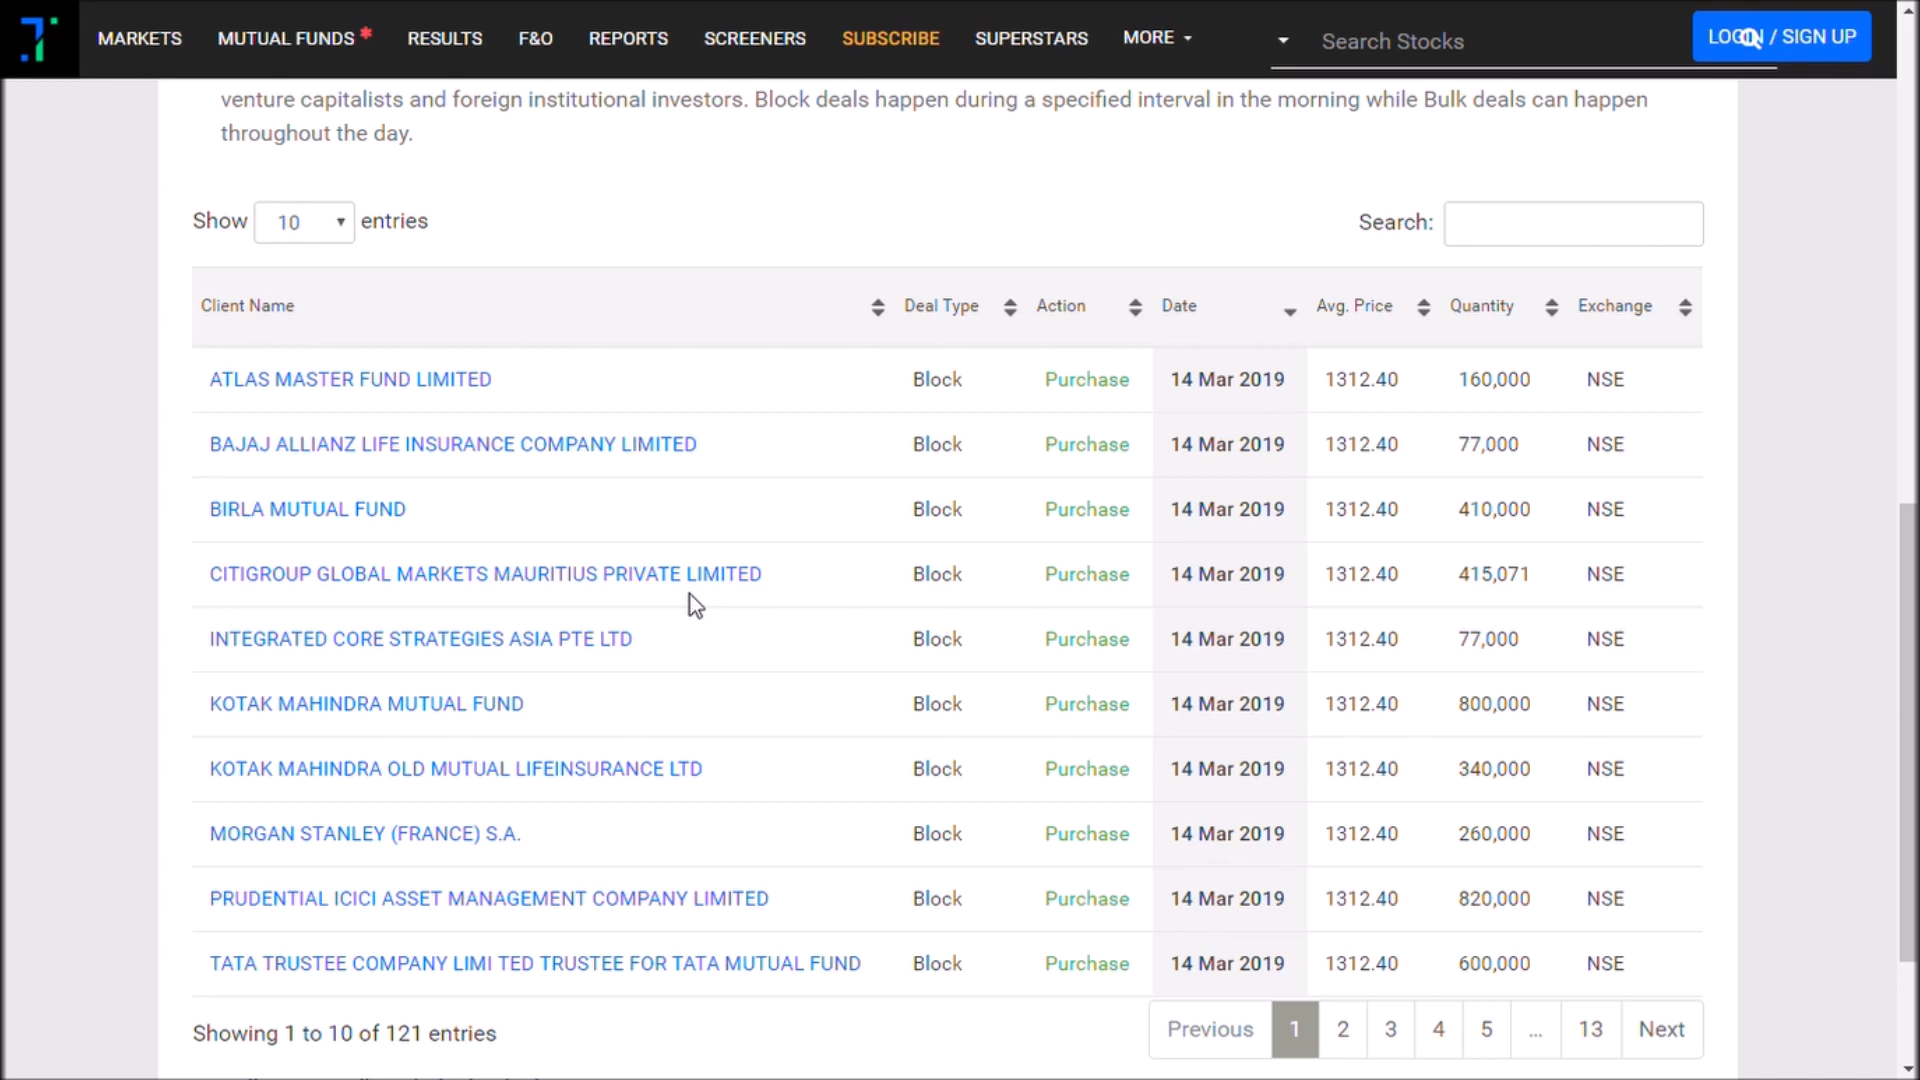 MARKETS MUTUAL FUNDS * RESULTS F&O REPORTS SCREENERS SUBSCRIBE SUPERSTARS MORE Search Stocks LOGIN / SIGN UP
venture capitalists and foreign institutional investors. Block deals happen during a specified interval in the morning while Bulk deals can happen
throughout the day.
Show 10 entries Search:
Client Name Deal Type Action Date Avg. Price Quantity Exchange
ATLAS MASTER FUND LIMITED Block Purchase 14 Mar 2019 1312.40 160,000 NSE
BAJAJ ALLIANZ LIFE INSURANCE COMPANY LIMITED Block Purchase 14 Mar 2019 1312.40 77,000 NSE
BIRLA MUTUAL FUND Block Purchase 14 Mar 2019 1312.40 410,000 NSE
CITIGROUP GLOBAL MARKETS MAURITIUS PRIVATE LIMITED Block Purchase 14 Mar 2019 1312.40 415,071 NSE
INTEGRATED CORE STRATEGIES ASIA PTE LTD Block Purchase 14 Mar 2019 1312.40 77,000 NSE
KOTAK MAHINDRA MUTUAL FUND Block Purchase 14 Mar 2019 1312.40 800,000 NSE
KOTAK MAHINDRA OLD MUTUAL LIFEINSURANCE LTD Block Purchase 14 Mar 2019 1312.40 340,000 NSE
MORGAN STANLEY (FRANCE) S.A. Block Purchase 14 Mar 2019 1312.40 260,000 NSE
PRUDENTIAL ICICI ASSET MANAGEMENT COMPANY LIMITED Block Purchase 14 Mar 2019 1312.40 820,000 NSE
TATA TRUSTEE COMPANY LIMI TED TRUSTEE FOR TATA MUTUAL FUND Block Purchase 14 Mar 2019 1312.40 600,000 NSE
Showing 1 to 10 of 121 entries Previous 1 2 3 4 5 ... 13 Next